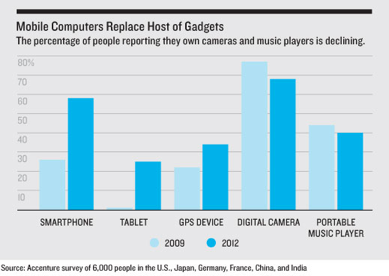 Mobile Computers Replace Host of Gadgets
The percentage of people reporting they own cameras and music players is declining.
80%
70
60
50
40
30
20
10
SMARTPHONE
TABLET
GPS DEVICE
DIGITAL CAMERA
PORTABLE
MUSIC PLAYER
2009
2012
Source: Accenture survey of 6,000 people in the U.S., Japan, Germany, France, China, and India